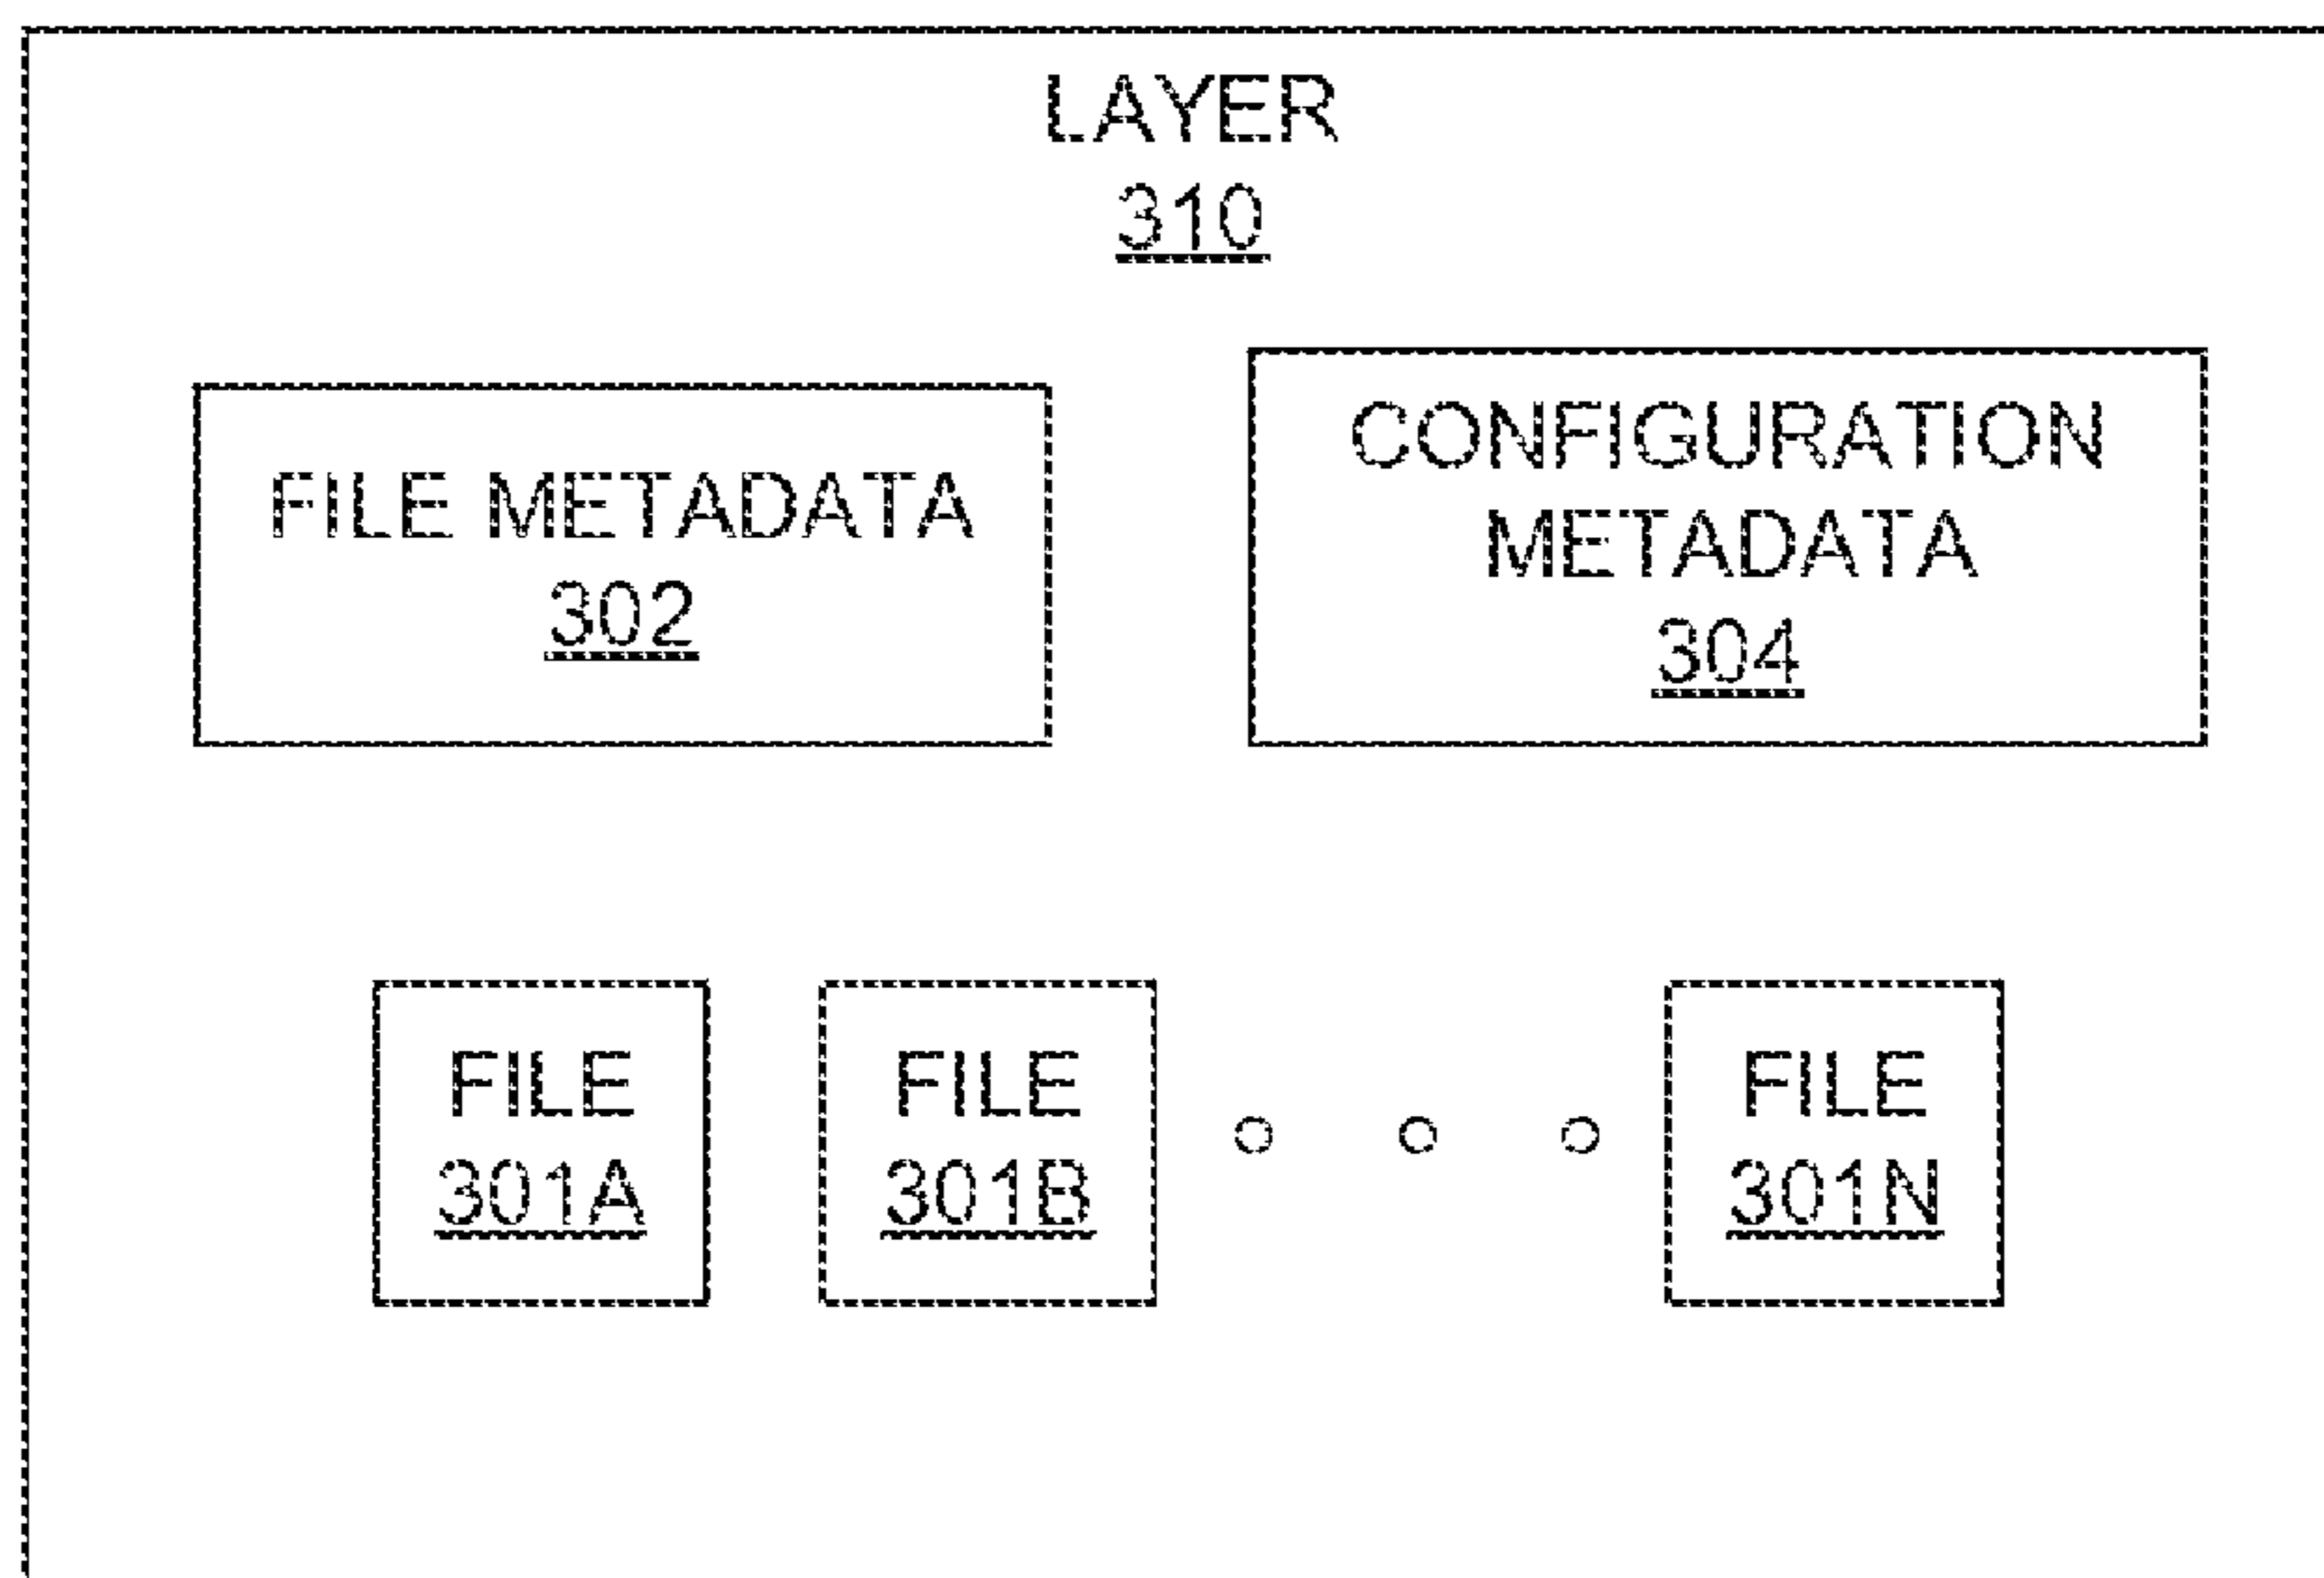 LAYER
310
FILE METADATA
302
CONFIGURATION
METADATA
304
FILE
301A
FILE
301B
FILE
301N